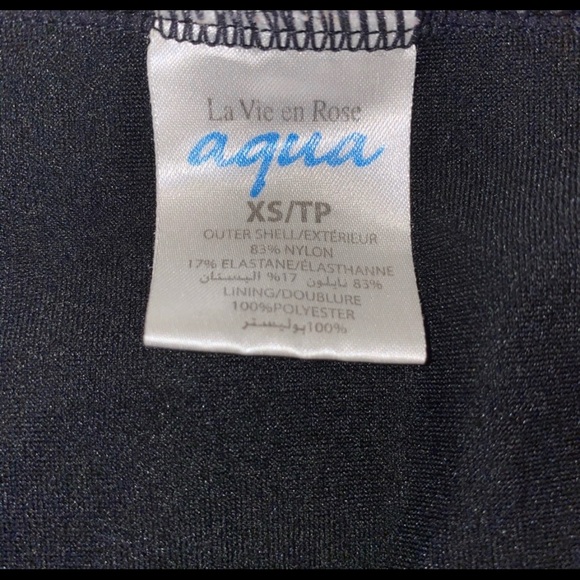 La Vie en Rose
aqua
XS/TP
OUTER SHELL/EXTÉRIEUR
83% NYLON
17% ELASTANE/ÉLASTHANNE
83% نايلون 17% اليستان
LINING/DOUBLURE
100%POLYESTER
100%بوليستر